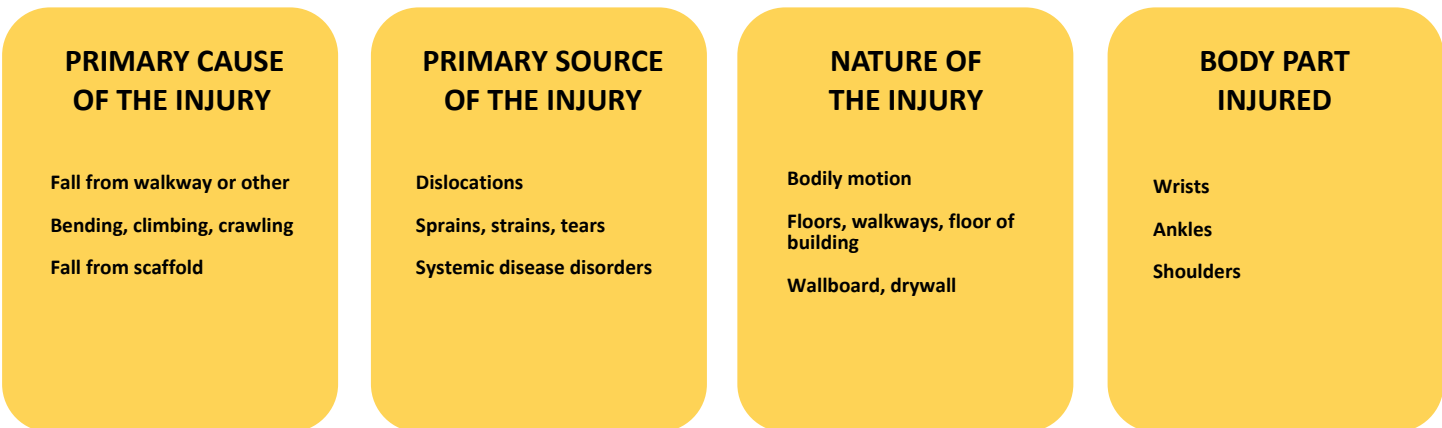 PRIMARY CAUSE
OF THE INJURY
Fall from walkway or other
Bending, climbing, crawling
Fall from scaffold
PRIMARY SOURCE
OF THE INJURY
Dislocations
Sprains, strains, tears
Systemic disease disorders
NATURE OF
THE INJURY
Bodily motion
Floors, walkways, floor of
building
Wallboard, drywall
BODY PART
INJURED
Wrists
Ankles
Shoulders